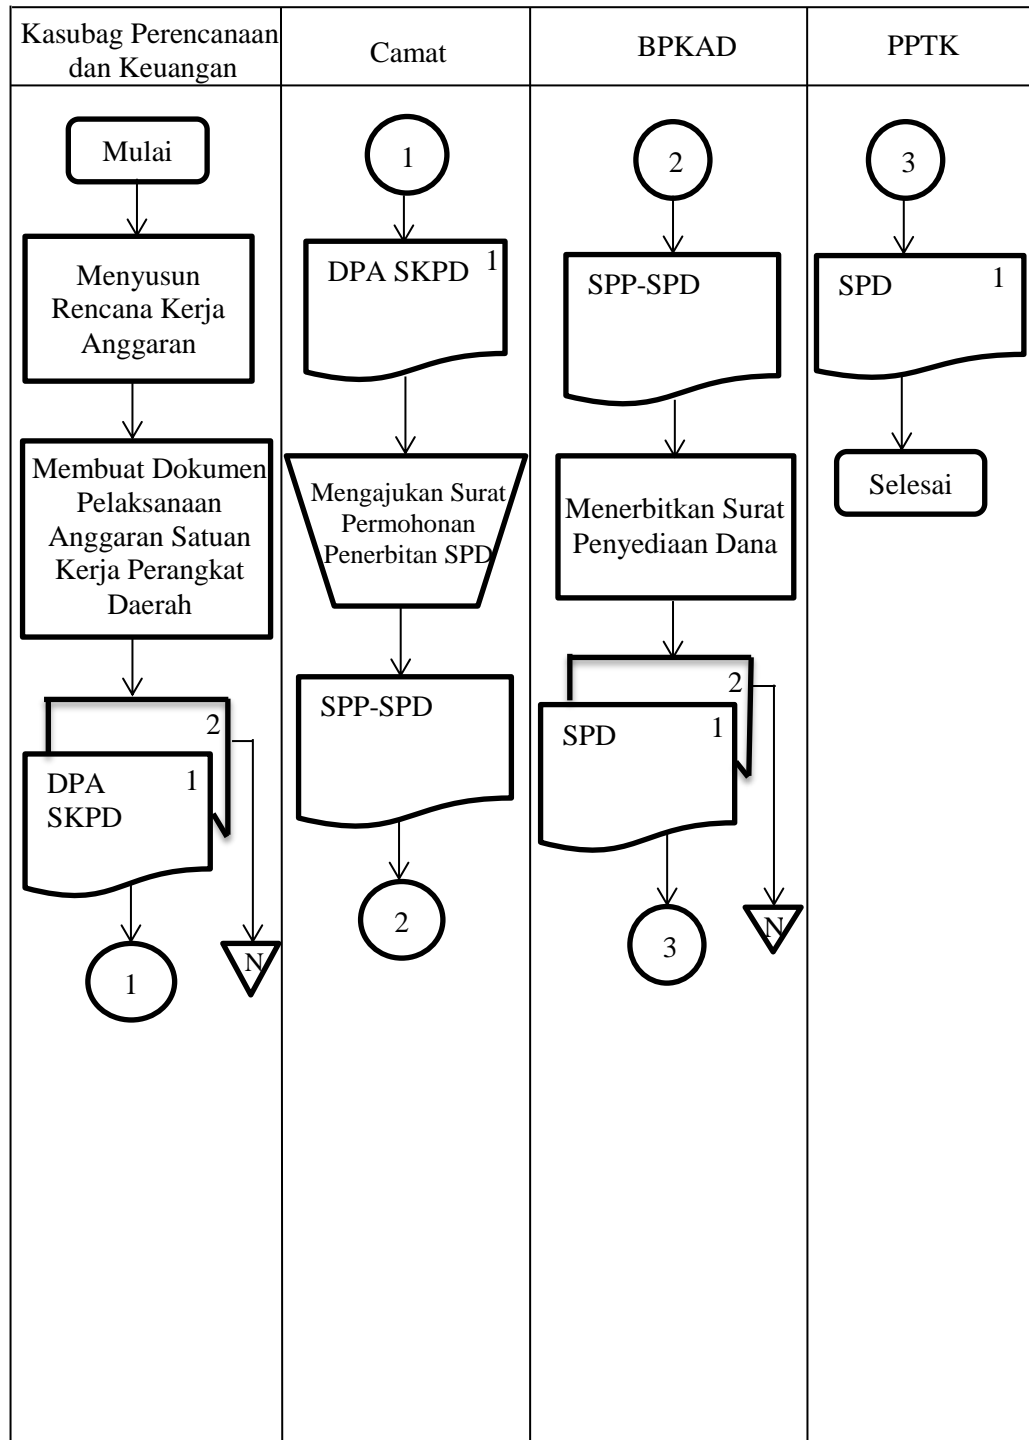 Kasubag Perencanaan
dan Keuangan
Camat
BPKAD
PPTK
Mulai
Menyusun
Rencana Kerja
Anggaran
Membuat Dokumen
Pelaksanaan
Anggaran Satuan
Kerja Perangkat
Daerah
2
DPA 1
SKPD
1
N
1
DPA SKPD 1
Mengajukan Surat
Permohonan
Penerbitan SPD
SPP-SPD
2
2
SPP-SPD
Menerbitkan Surat
Penyediaan Dana
2
SPD 1
3
N
3
SPD 1
Selesai